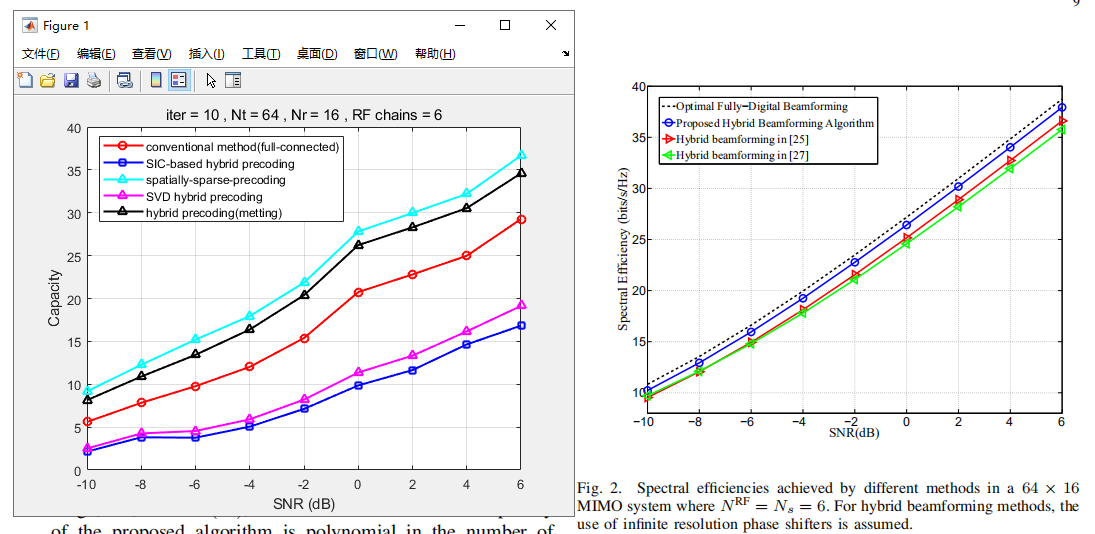 Figure 1
文件(F) 编辑(E) 查看(V) 插入(I) 工具(T) 桌面(D) 窗口(W) 帮助(H)
iter = 10 , Nt = 64 , Nr = 16 , RF chains = 6
40
35
30
25
20
15
10
5
0
Capacity
conventional method(full-connected)
SIC-based hybrid precoding
spatially-sparse-precoding
SVD hybrid precoding
hybrid precoding(metting)
-10 -8 -6 -4 -2 0 2 4 6
SNR (dB)
of the proposed algorithm is polynomial in the number of
9
40
35
30
25
20
15
10
Spectral Efficiency (bits/s/Hz)
Optimal Fully−Digital Beamforming
Proposed Hybrid Beamforming Algorithm
Hybrid beamforming in [25]
Hybrid beamforming in [27]
−10 −8 −6 −4 −2 0 2 4 6
SNR(dB)
Fig. 2. Spectral efficiencies achieved by different methods in a 64 × 16
MIMO system where N^RF = N_s = 6. For hybrid beamforming methods, the
use of infinite resolution phase shifters is assumed.